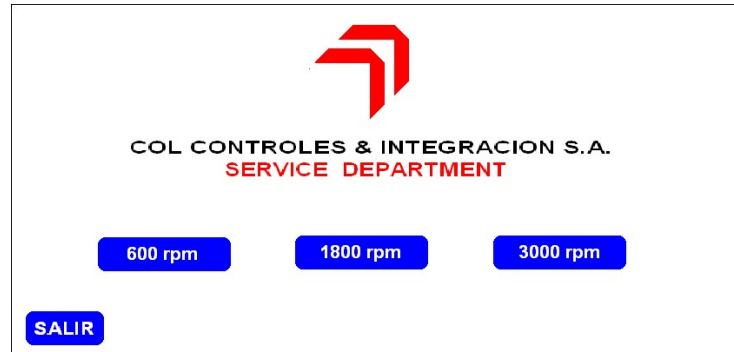 COL CONTROLES & INTEGRACION S.A.
SERVICE DEPARTMENT
600 rpm
1800 rpm
3000 rpm
SALIR